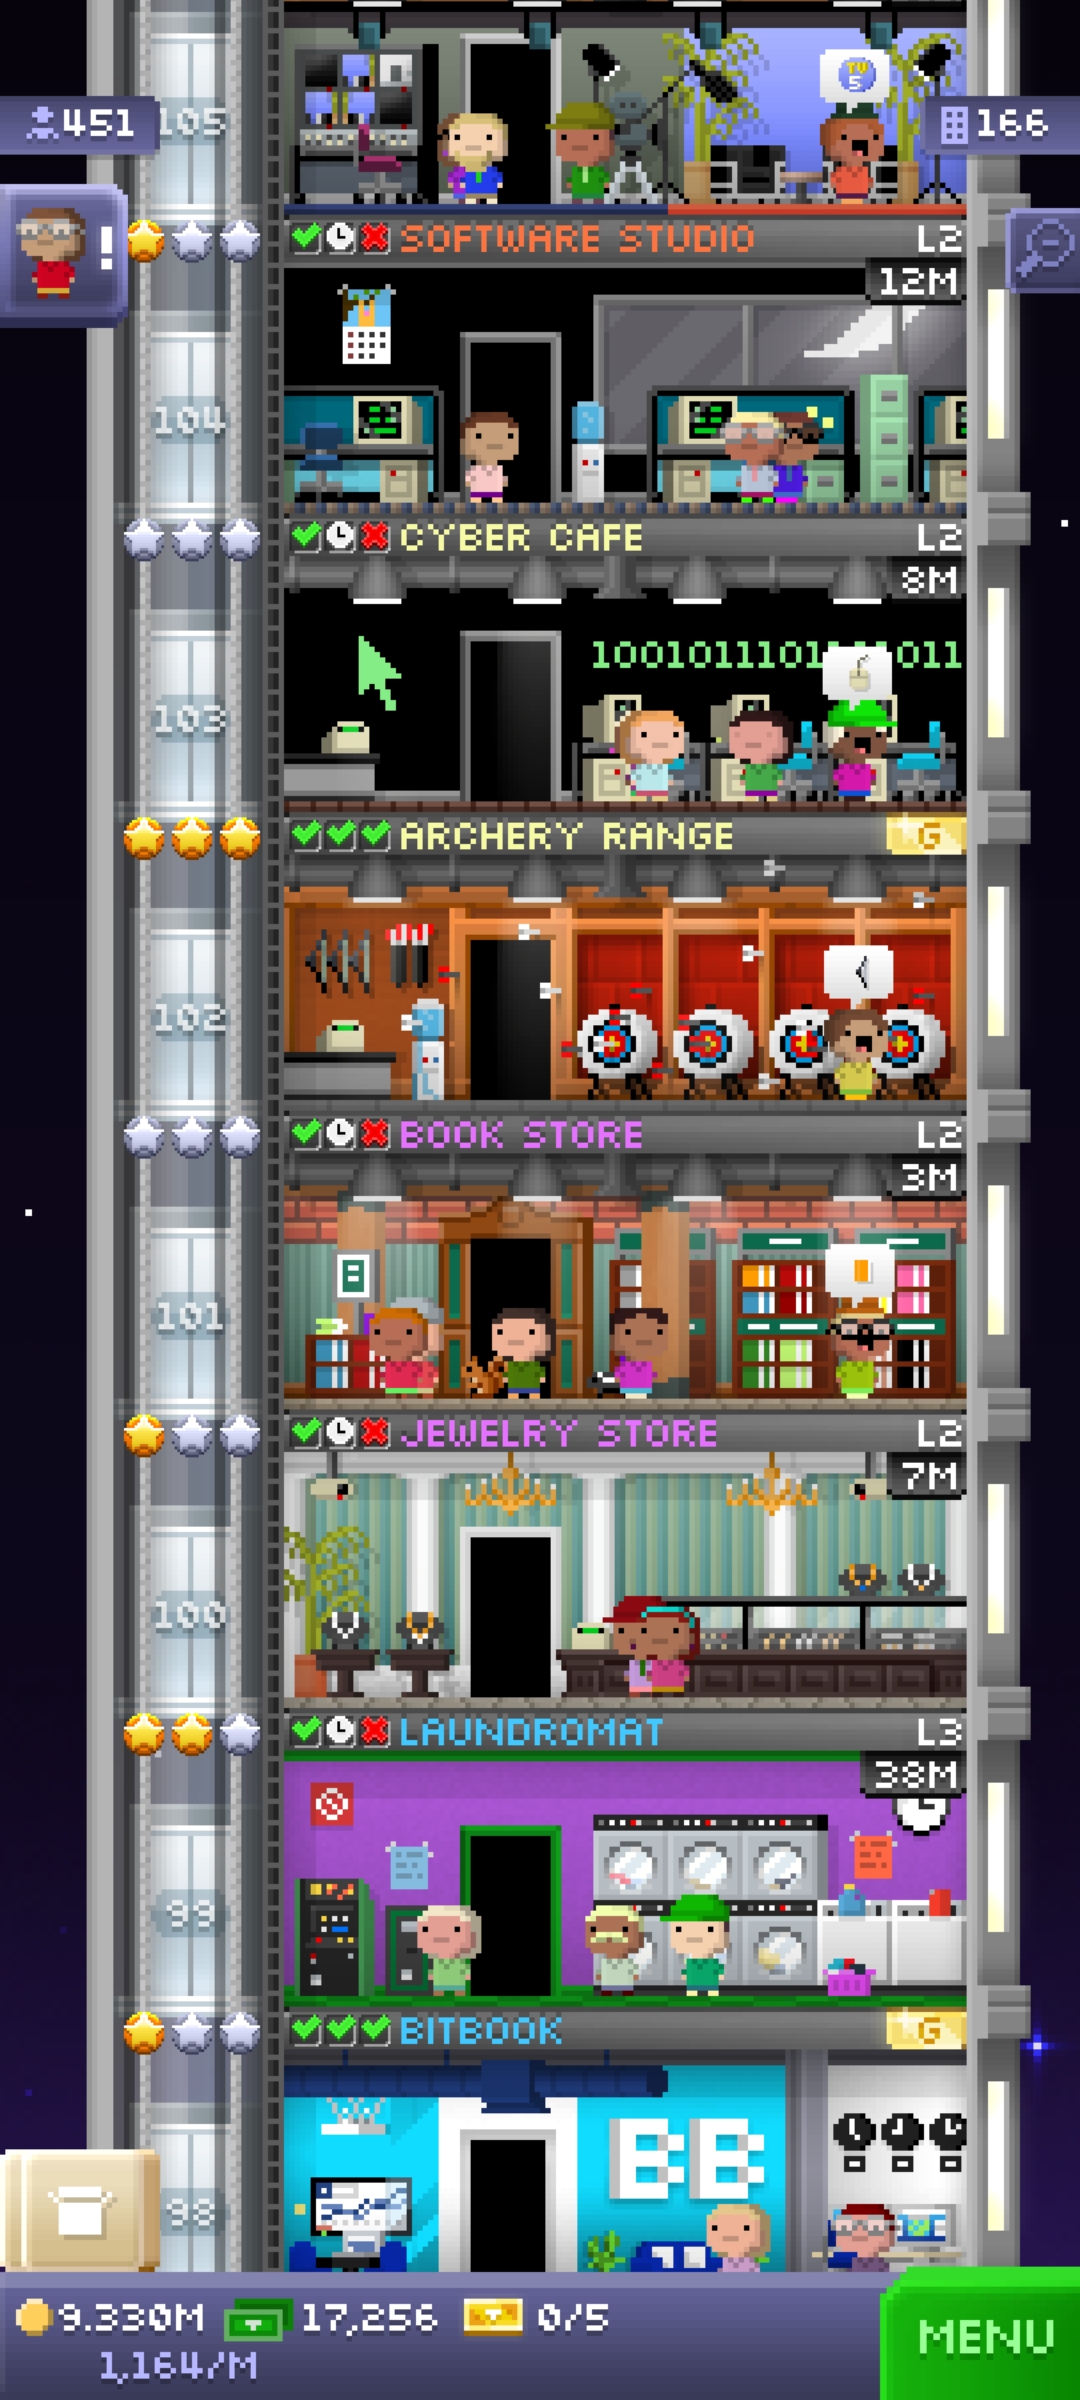 TV
5
451
105
166
!
SOFTWARE STUDIO L2
12M
104
CYBER CAFE L2
8M
103
ARCHERY RANGE G
102
BOOK STORE L2
3M
101
JEWELRY STORE L2
7M
100
LAUNDROMAT L3
38M
99
BITBOOK G
BB
98
9.330M 17,256 0/5
1,164/M
MENU